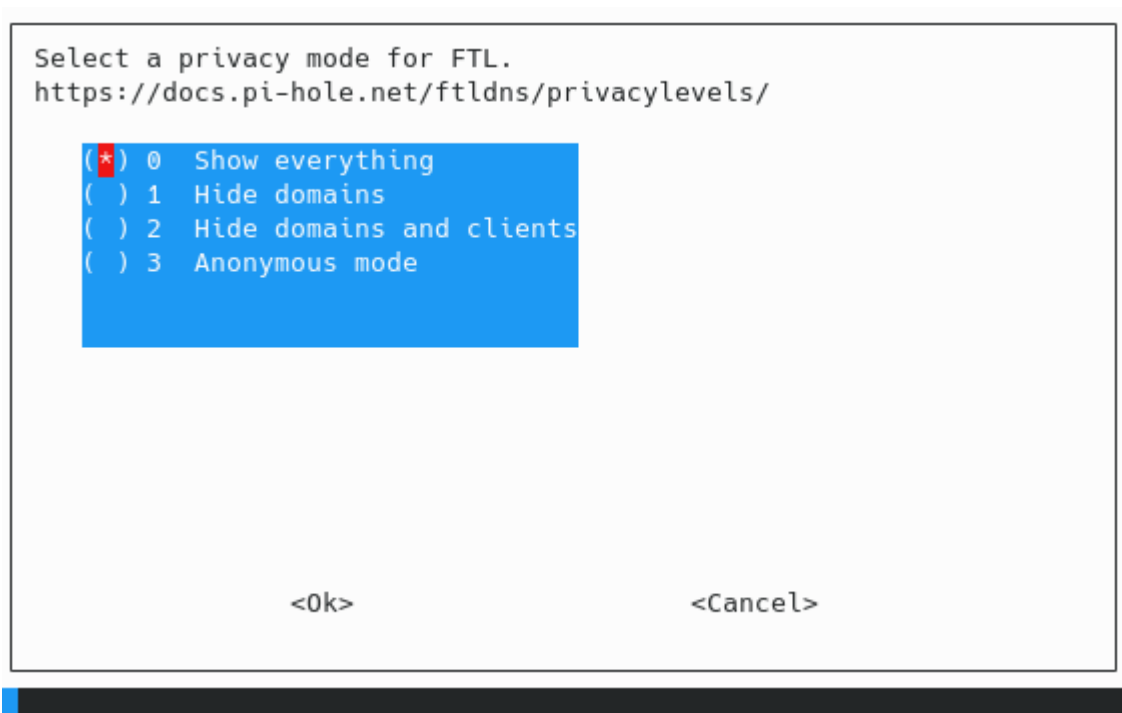 Select a privacy mode for FTL.
https://docs.pi-hole.net/ftldns/privacylevels/
(*) 0  Show everything
( ) 1  Hide domains
( ) 2  Hide domains and clients
( ) 3  Anonymous mode
<Ok> <Cancel>